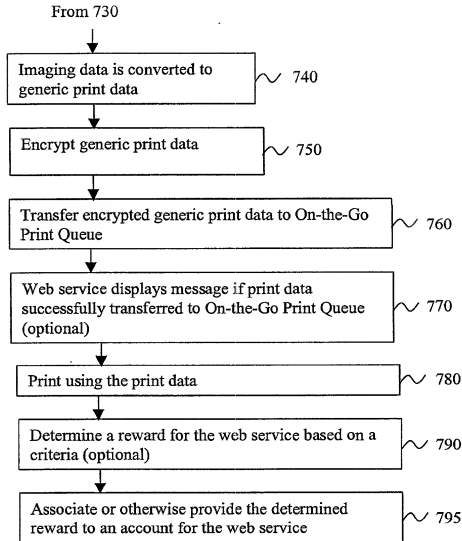 From 730
Imaging data is converted to
generic print data
740
Encrypt generic print data
750
Transfer encrypted generic print data to On-the-Go
Print Queue
760
Web service displays message if print data
successfully transferred to On-the-Go Print Queue
(optional)
770
Print using the print data
780
Determine a reward for the web service based on a
criteria (optional)
790
Associate or otherwise provide the determined
reward to an account for the web service
795